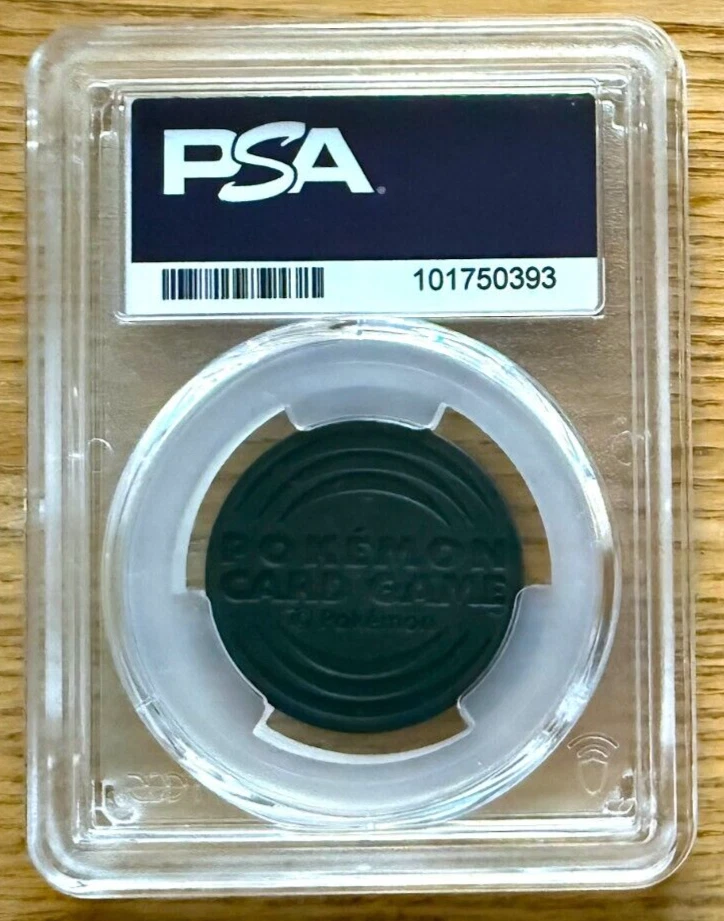 PSA
101750393
POKÉMON
CARD GAME
© Pokémon